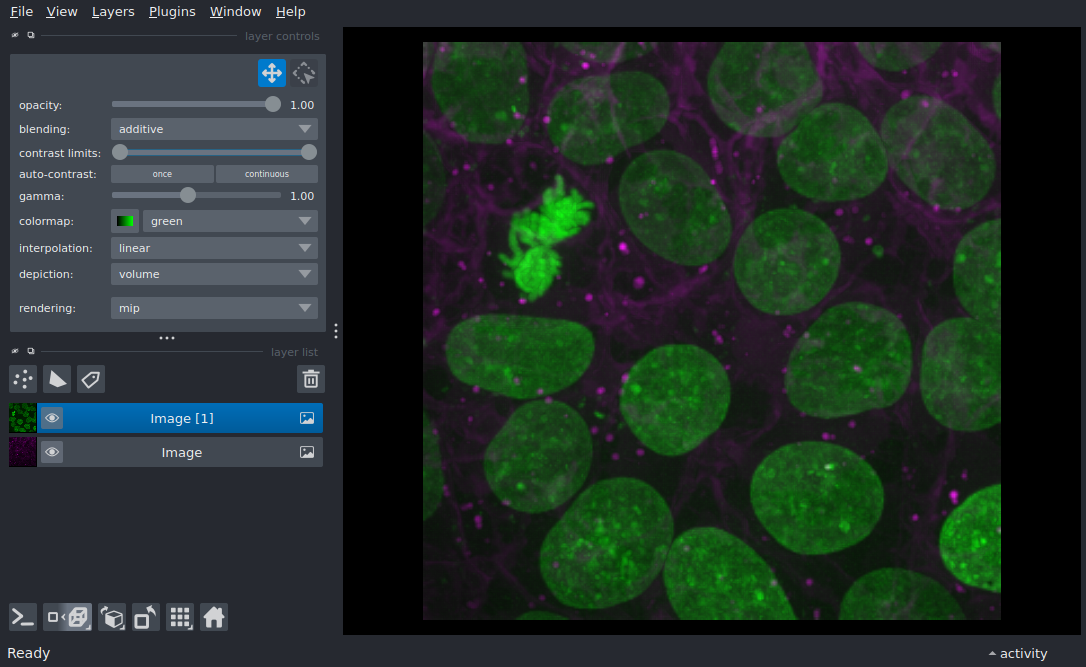 File View Layers Plugins Window Help
layer controls
opacity: 1.00
blending: additive
contrast limits:
auto-contrast: once continuous
gamma: 1.00
colormap: green
interpolation: linear
depiction: volume
rendering: mip
layer list
Image [1]
Image
Ready
activity